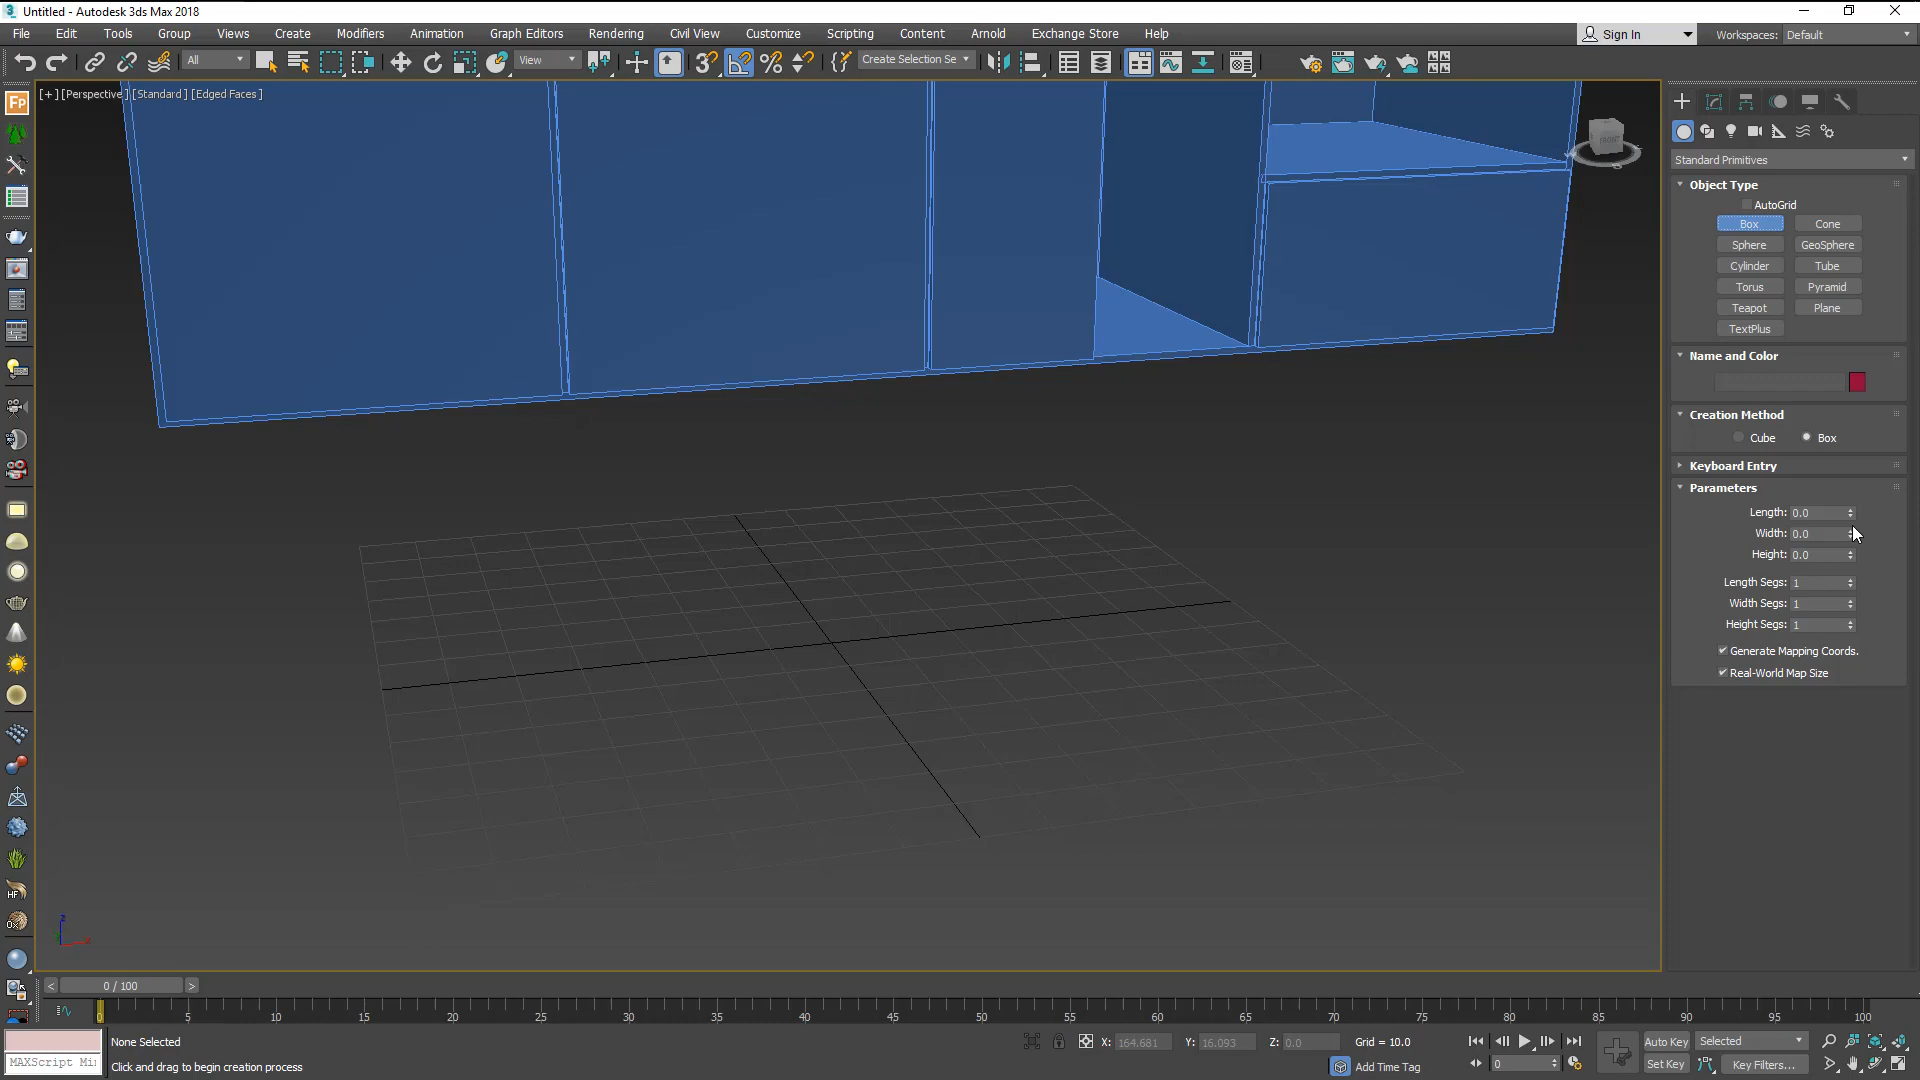 Untitled - Autodesk 3ds Max 2018
File Edit Tools Group Views Create Modifiers Animation Graph Editors Rendering Civil View Customize Scripting Content Arnold Exchange Store Help
Sign In Workspaces: Default
All View Create Selection Se
[+] [Perspective] [Standard] [Edged Faces]
FRONT
Standard Primitives
Object Type
AutoGrid
Box Cone
Sphere GeoSphere
Cylinder Tube
Torus Pyramid
Teapot Plane
TextPlus
Name and Color
Creation Method
Cube Box
Keyboard Entry
Parameters
Length: 0.0
Width: 0.0
Height: 0.0
Length Segs: 1
Width Segs: 1
Height Segs: 1
Generate Mapping Coords.
Real-World Map Size
Fp
HF
OX
z
x
< 0 / 100 >
0 5 10 15 20 25 30 35 40 45 50 55 60 65 70 75 80 85 90 95 100
None Selected X: 164.681 Y: 16.093 Z: 0.0 Grid = 10.0 Auto Key Selected
MAXScript Mi Click and drag to begin creation process Add Time Tag 0 Set Key Key Filters...